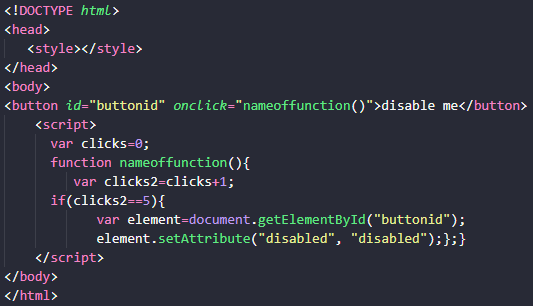 <!DOCTYPE html>
<head>
<style></style>
</head>
<body>
<button id="buttonid" onclick="nameoffunction()">disable me</button>
<script>
var clicks=0;
function nameoffunction(){
var clicks2=clicks+1;
if(clicks2==5){
var element=document.getElementById("buttonid");
element.setAttribute("disabled", "disabled");};}
</script>
</body>
</html>